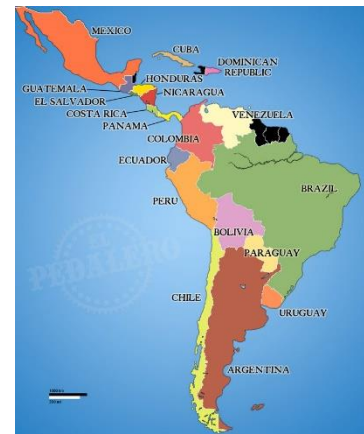 MEXICO
CUBA
DOMINICAN
REPUBLIC
HONDURAS
GUATEMALA
NICARAGUA
EL SALVADOR
COSTA RICA
VENEZUELA
PANAMA
COLOMBIA
ECUADOR
BRAZIL
PERU
BOLIVIA
PARAGUAY
CHILE
URUGUAY
ARGENTINA
PEDALERO